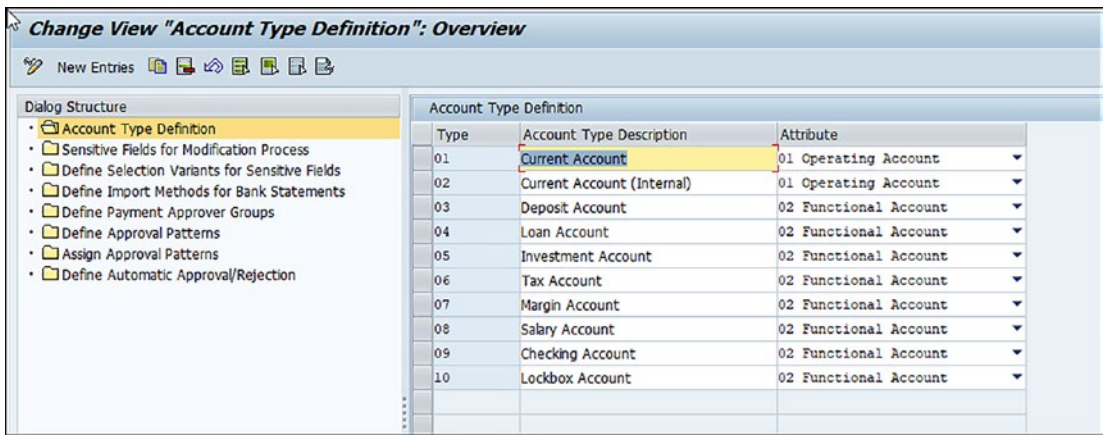 Change View "Account Type Definition": Overview
New Entries
Dialog Structure
Account Type Definition
Sensitive Fields for Modification Process
Define Selection Variants for Sensitive Fields
Define Import Methods for Bank Statements
Define Payment Approver Groups
Define Approval Patterns
Assign Approval Patterns
Define Automatic Approval/Rejection
Account Type Definition
Type Account Type Description Attribute
01 Current Account 01 Operating Account
02 Current Account (Internal) 01 Operating Account
03 Deposit Account 02 Functional Account
04 Loan Account 02 Functional Account
05 Investment Account 02 Functional Account
06 Tax Account 02 Functional Account
07 Margin Account 02 Functional Account
08 Salary Account 02 Functional Account
09 Checking Account 02 Functional Account
10 Lockbox Account 02 Functional Account